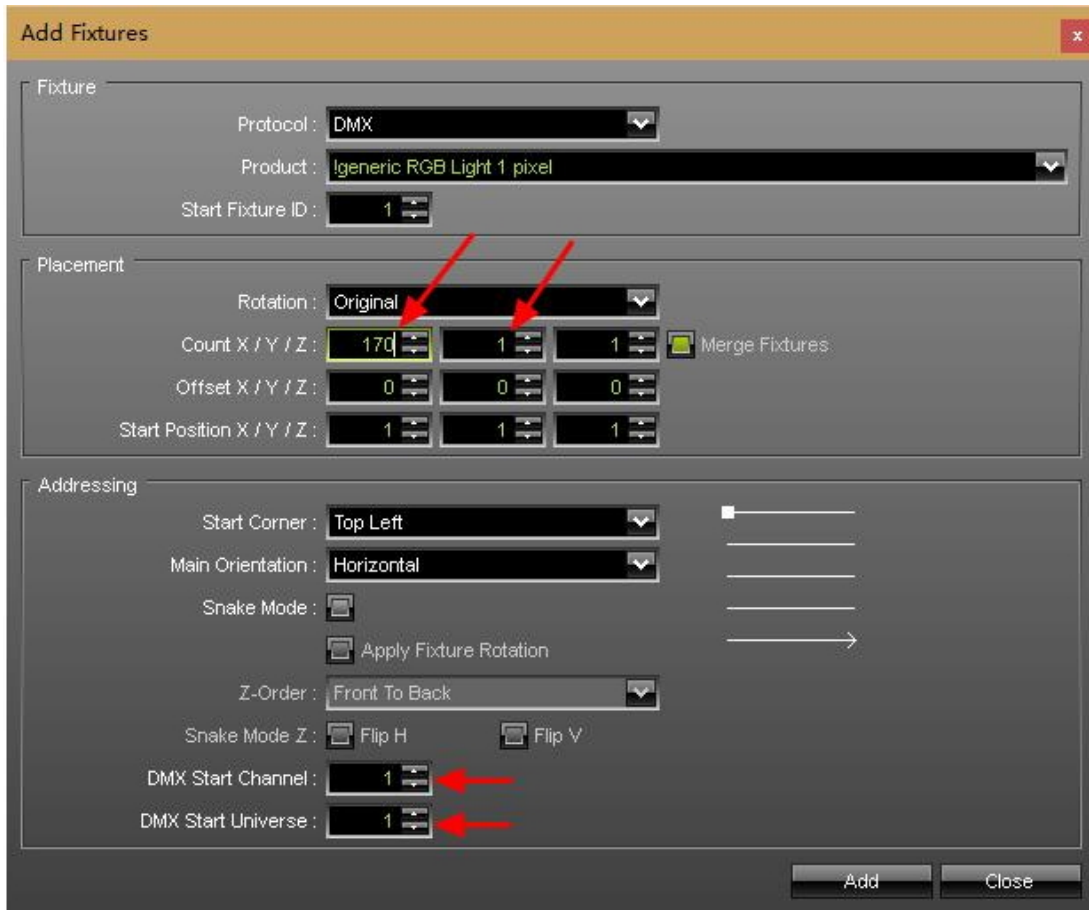 Add Fixtures
x
Fixture
Protocol : DMX
Product : !generic RGB Light 1 pixel
Start Fixture ID : 1
Placement
Rotation : Original
Count X / Y / Z : 170 1 1 Merge Fixtures
Offset X / Y / Z : 0 0 0
Start Position X / Y / Z : 1 1 1
Addressing
Start Corner : Top Left
Main Orientation : Horizontal
Snake Mode :
Apply Fixture Rotation
Z-Order : Front To Back
Snake Mode Z : Flip H Flip V
DMX Start Channel : 1
DMX Start Universe : 1
Add Close